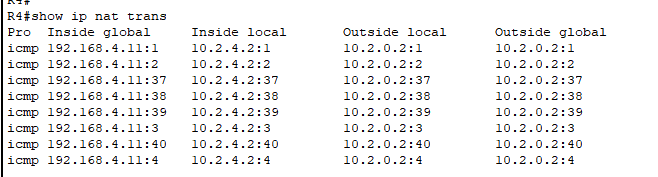 R4#
R4#show ip nat trans
Pro  Inside global     Inside local       Outside local      Outside global
icmp 192.168.4.11:1    10.2.4.2:1         10.2.0.2:1         10.2.0.2:1
icmp 192.168.4.11:2    10.2.4.2:2         10.2.0.2:2         10.2.0.2:2
icmp 192.168.4.11:37   10.2.4.2:37        10.2.0.2:37        10.2.0.2:37
icmp 192.168.4.11:38   10.2.4.2:38        10.2.0.2:38        10.2.0.2:38
icmp 192.168.4.11:39   10.2.4.2:39        10.2.0.2:39        10.2.0.2:39
icmp 192.168.4.11:3    10.2.4.2:3         10.2.0.2:3         10.2.0.2:3
icmp 192.168.4.11:40   10.2.4.2:40        10.2.0.2:40        10.2.0.2:40
icmp 192.168.4.11:4    10.2.4.2:4         10.2.0.2:4         10.2.0.2:4